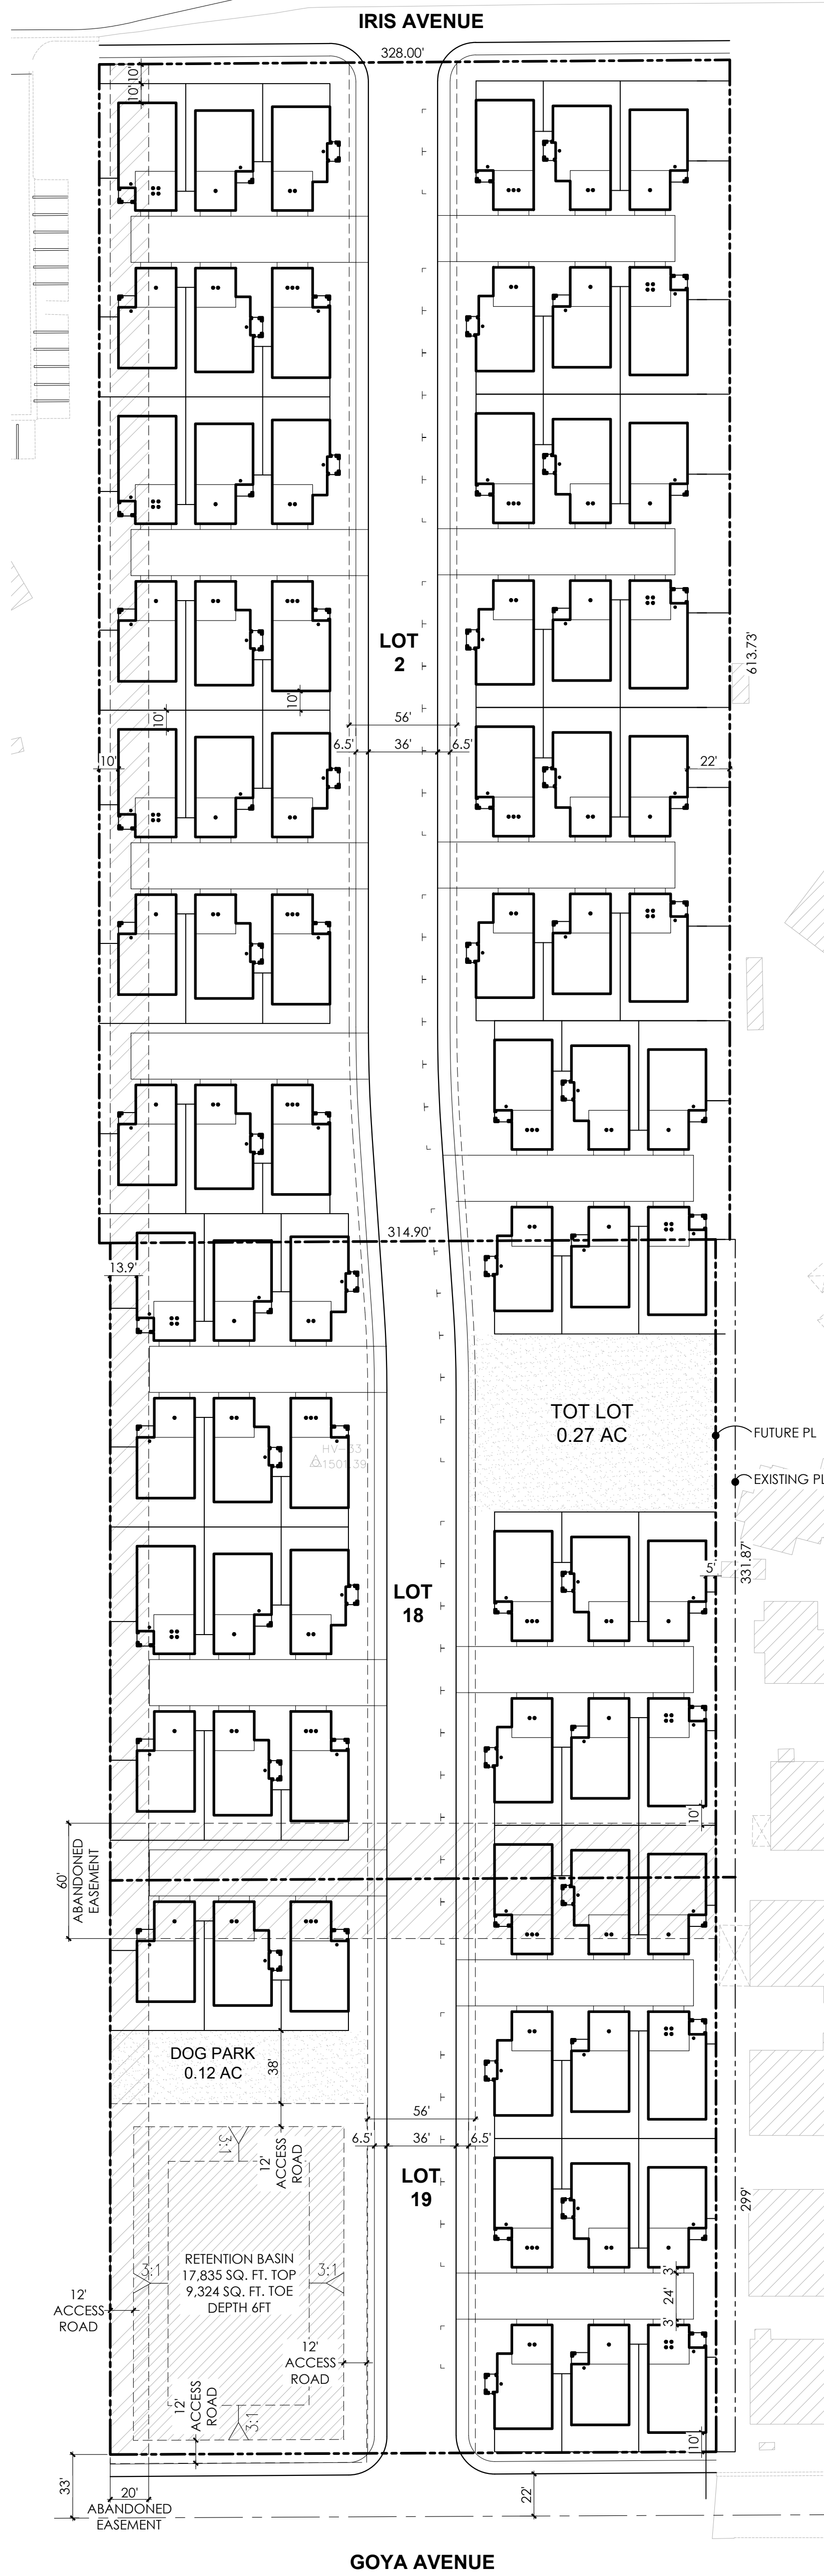 IRIS AVENUE
328.00'
10'
10'
LOT
2
613.73'
10'
10'
56'
6.5'
36'
6.5'
10'
22'
314.90'
13.9'
TOT LOT
0.27 AC
FUTURE PL
HV-33
1501.39
EXISTING PL
331.87'
5'
LOT
18
10'
60'
ABANDONED
EASEMENT
DOG PARK
0.12 AC
38'
56'
6.5'
36'
6.5'
3:1
12'
ACCESS
ROAD
LOT
19
299'
RETENTION BASIN
17,835 SQ. FT. TOP
9,324 SQ. FT. TOE
DEPTH 6FT
3:1
3:1
3'
24'
3'
12'
ACCESS
ROAD
12'
ACCESS
ROAD
12'
ACCESS
ROAD
3:1
10'
33'
20'
ABANDONED
EASEMENT
22'
GOYA AVENUE